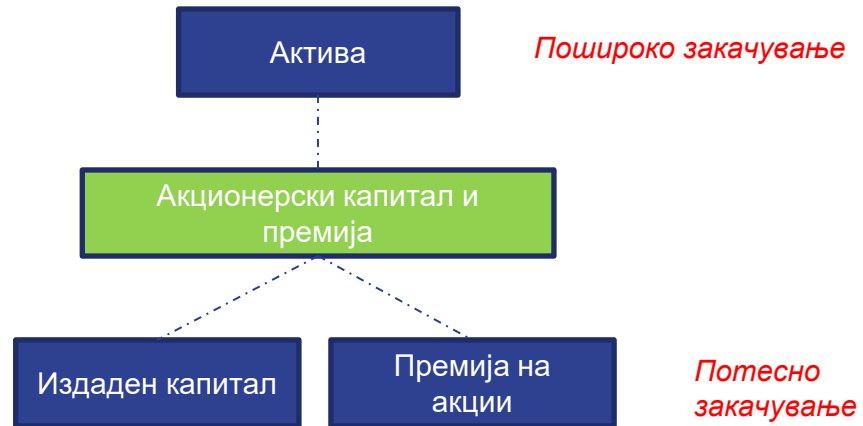 Актива
Пошироко закачување
Акционерски капитал и
премија
Издаден капитал
Премија на
акции
Потесно
закачување